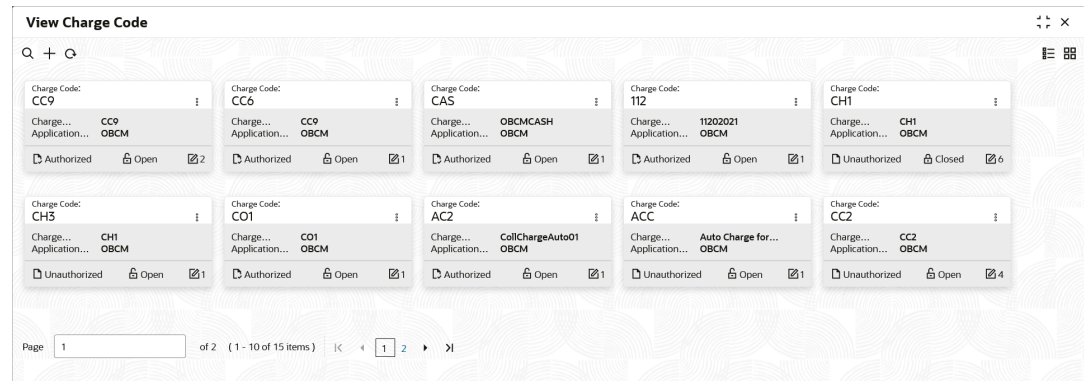 View Charge Code
Charge Code:
CC9
Charge... CC9
Application... OBCM
Authorized Open 2
Charge Code:
CC6
Charge... CC9
Application... OBCM
Authorized Open 1
Charge Code:
CAS
Charge... OBCMCASH
Application... OBCM
Authorized Open 1
Charge Code:
112
Charge... 11202021
Application... OBCM
Authorized Open 1
Charge Code:
CH1
Charge... CH1
Application... OBCM
Unauthorized Closed 6
Charge Code:
CH3
Charge... CH1
Application... OBCM
Unauthorized Open 1
Charge Code:
CO1
Charge... CO1
Application... OBCM
Authorized Open 1
Charge Code:
AC2
Charge... CollChargeAuto01
Application... OBCM
Authorized Open 1
Charge Code:
ACC
Charge... Auto Charge for...
Application... OBCM
Unauthorized Open 1
Charge Code:
CC2
Charge... CC2
Application... OBCM
Unauthorized Open 4
Page 1 of 2 ( 1 - 10 of 15 items ) 1 2